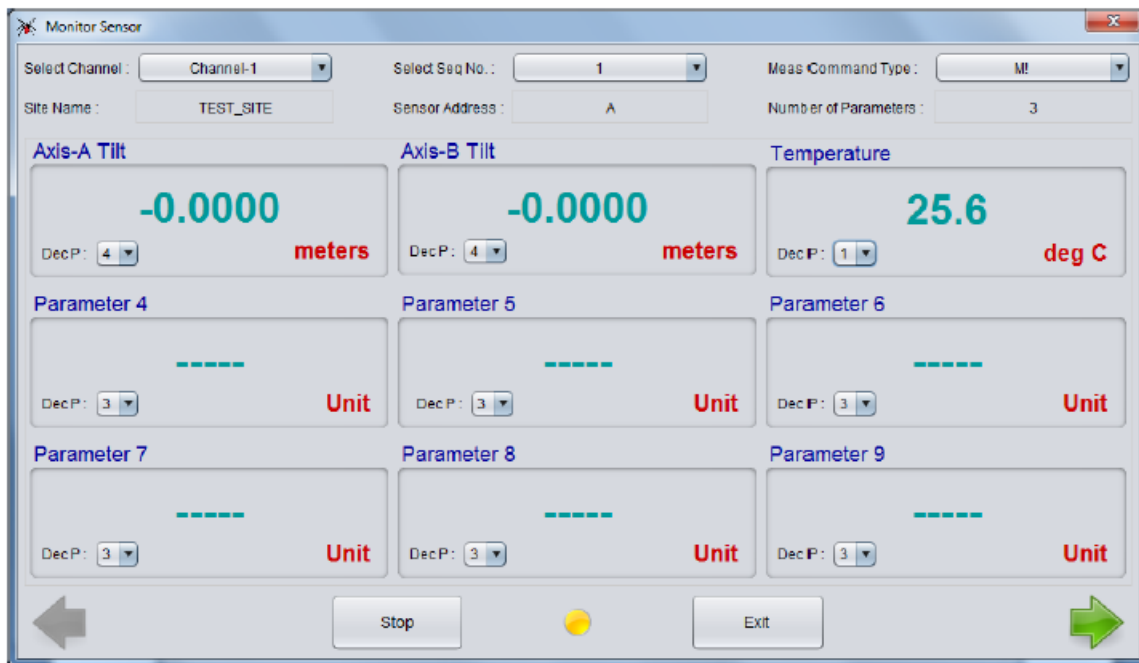 Monitor Sensor
Select Channel : Channel-1 Select Seq No. : 1 Meas Command Type : M!
Site Name : TEST_SITE Sensor Address : A Number of Parameters : 3
Axis-A Tilt Axis-B Tilt Temperature
-0.0000 -0.0000 25.6
Dec P : 4 meters Dec P : 4 meters Dec P : 1 deg C
Parameter 4 Parameter 5 Parameter 6
----- ----- -----
Dec P : 3 Unit Dec P : 3 Unit Dec P : 3 Unit
Parameter 7 Parameter 8 Parameter 9
----- ----- -----
Dec P : 3 Unit Dec P : 3 Unit Dec P : 3 Unit
Stop Exit